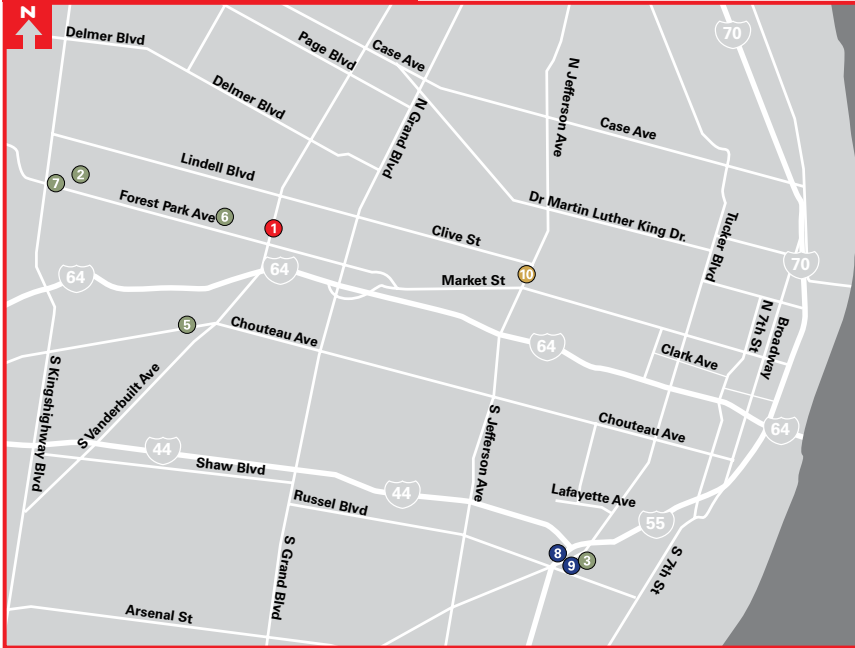 N
Delmer Blvd
Page Blvd
Case Ave
70
Delmer Blvd
N Grand Blvd
N Jefferson Ave
Case Ave
Lindell Blvd
2
7
Forest Park Ave
6
1
Clive St
Dr Martin Luther King Dr.
Tucker Blvd
64
64
Market St
10
70
5
Chouteau Ave
64
Clark Ave
N 7th St
Broadway
S Kingshighway Blvd
S Vanderbuilt Ave
S Jefferson Ave
Chouteau Ave
64
44
Shaw Blvd
44
Lafayette Ave
Russel Blvd
55
S Grand Blvd
8
9
3
S 7th St
Arsenal St